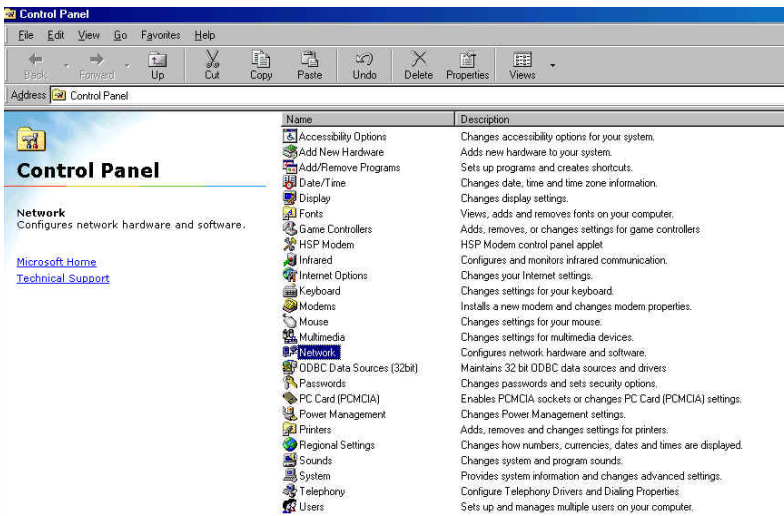 Control Panel
File Edit View Go Favorites Help
Back Forward Up Cut Copy Paste Undo Delete Properties Views
Address Control Panel
Name Description
Accessibility Options Changes accessibility options for your system.
Add New Hardware Adds new hardware to your system.
Add/Remove Programs Sets up programs and creates shortcuts.
Date/Time Changes date, time and time zone information.
Display Changes display settings.
Fonts Views, adds and removes fonts on your computer.
Game Controllers Adds, removes, or changes settings for game controllers
HSP Modem HSP Modem control panel applet
Infrared Configures and monitors infrared communication.
Internet Options Changes your Internet settings.
Keyboard Changes settings for your keyboard.
Modems Installs a new modem and changes modem properties.
Mouse Changes settings for your mouse.
Multimedia Changes settings for multimedia devices.
Network Configures network hardware and software.
ODBC Data Sources (32bit) Maintains 32 bit ODBC data sources and drivers
Passwords Changes passwords and sets security options.
PC Card (PCMCIA) Enables PCMCIA sockets or changes PC Card (PCMCIA) settings.
Power Management Changes Power Management settings.
Printers Adds, removes and changes settings for printers.
Regional Settings Changes how numbers, currencies, dates and times are displayed.
Sounds Changes system and program sounds.
System Provides system information and changes advanced settings.
Telephony Configure Telephony Drivers and Dialing Properties
Users Sets up and manages multiple users on your computer.
Control Panel
Network
Configures network hardware and software.
Microsoft Home
Technical Support